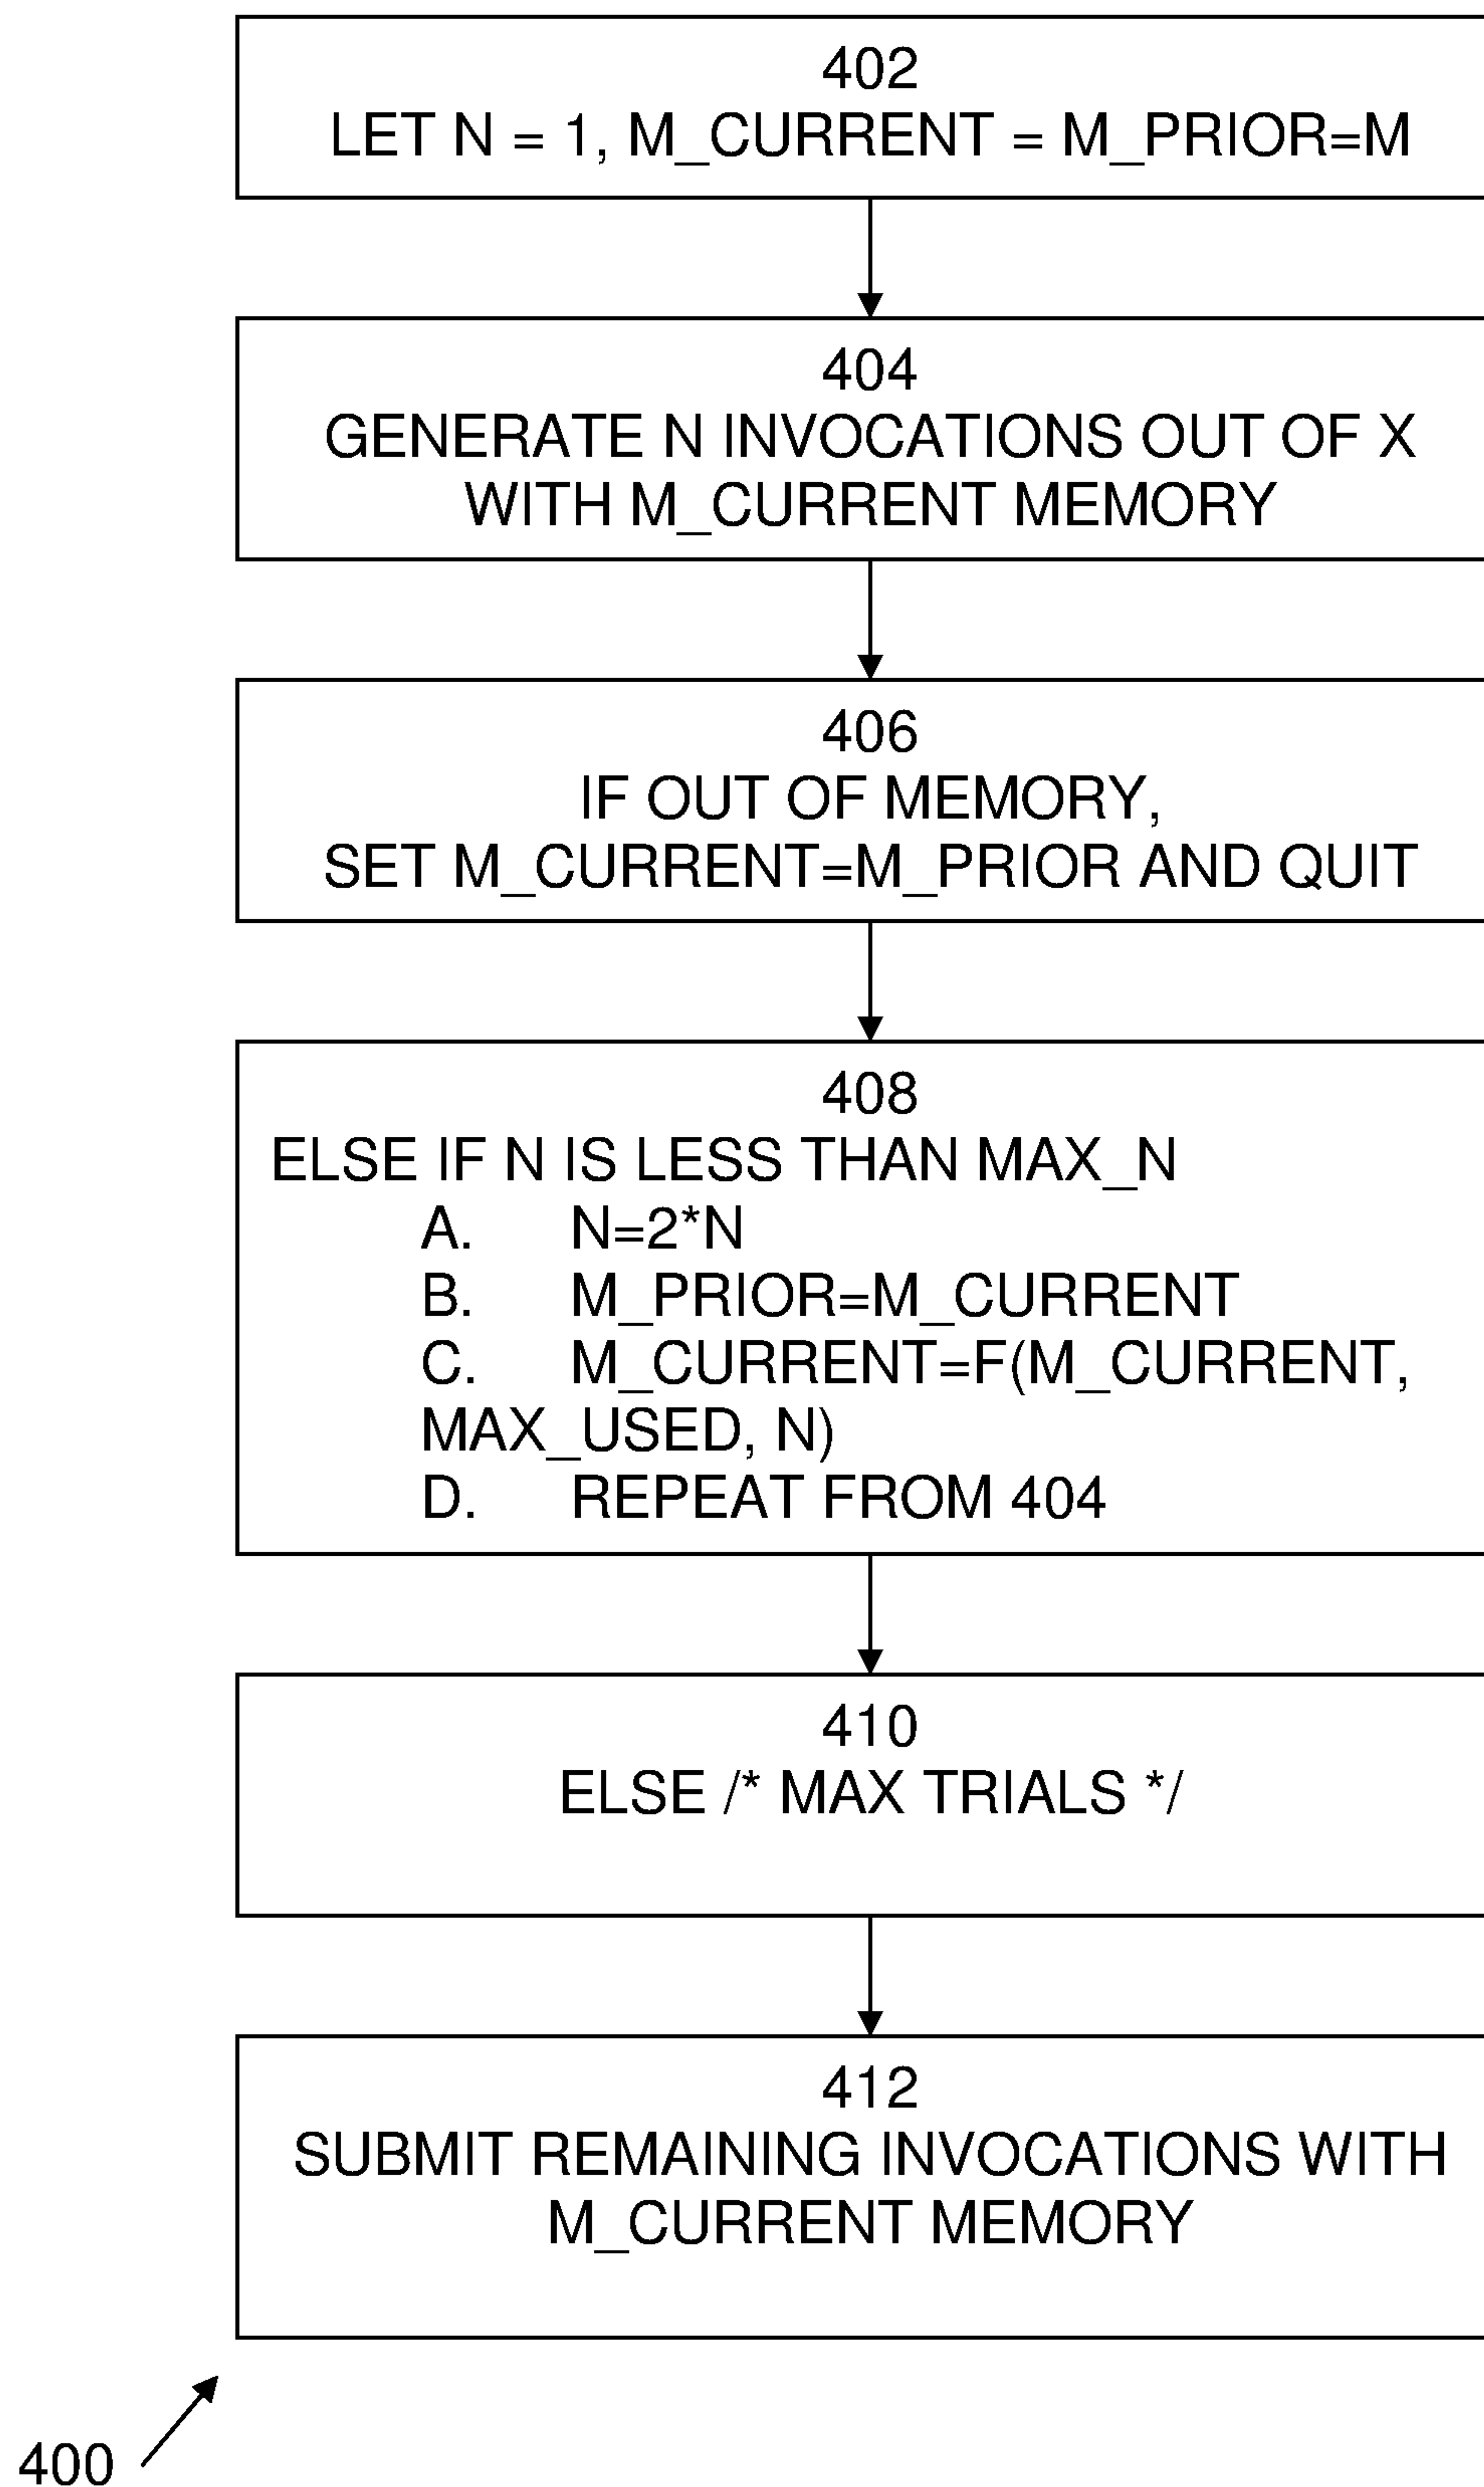 402
LET N = 1, M_CURRENT = M_PRIOR=M
404
GENERATE N INVOCATIONS OUT OF X
WITH M_CURRENT MEMORY
406
IF OUT OF MEMORY,
SET M_CURRENT=M_PRIOR AND QUIT
408
ELSE IF N IS LESS THAN MAX_N
A. N=2*N
B. M_PRIOR=M_CURRENT
C. M_CURRENT=F(M_CURRENT,
MAX_USED, N)
D. REPEAT FROM 404
410
ELSE /* MAX TRIALS */
412
SUBMIT REMAINING INVOCATIONS WITH
M_CURRENT MEMORY
400